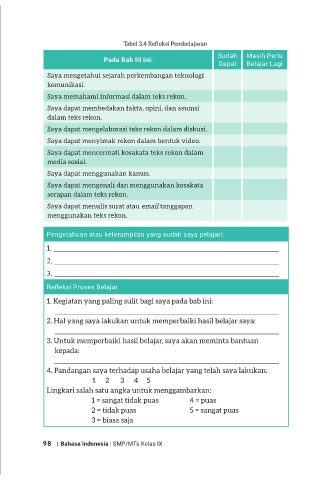 Tabel 3.4 Refleksi Pembelajaran
Pada Bab III ini:
Sudah Dapat
Masih Perlu Belajar Lagi
Saya mengetahui sejarah perkembangan teknologi
komunikasi.
Saya memahami informasi dalam teks rekon.
Saya dapat membedakan fakta, opini, dan asumsi
dalam teks rekon.
Saya dapat mengelaborasi teks rekon dalam diskusi.
Saya dapat menyimak rekon dalam bentuk video.
Saya dapat mencermati kosakata teks rekon dalam
media sosial.
Saya dapat menggunakan kamus.
Saya dapat mengenali dan menggunakan kosakata
serapan dalam teks rekon.
Saya dapat menulis surat atau email tanggapan
menggunakan teks rekon.
Pengetahuan atau keterampilan yang sudah saya pelajari:
1.
2.
3.
Refleksi Proses Belajar
1. Kegiatan yang paling sulit bagi saya pada bab ini:
2. Hal yang saya lakukan untuk memperbaiki hasil belajar saya:
3. Untuk memperbaiki hasil belajar, saya akan meminta bantuan
kepada:
4. Pandangan saya terhadap usaha belajar yang telah saya lakukan:
1 2 3 4 5
Lingkari salah satu angka untuk menggambarkan:
1 = sangat tidak puas 4 = puas
2 = tidak puas 5 = sangat puas
3 = biasa saja
98 | Bahasa Indonesia | SMP/MTs Kelas IX